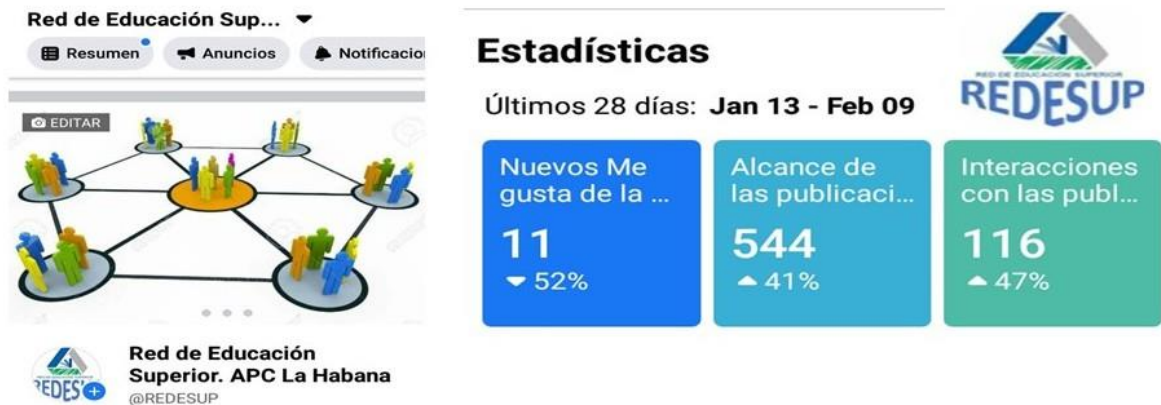 Red de Educación Sup...
Resumen
Anuncios
Notificacio
EDITAR
Red de Educación
Superior. APC La Habana
@REDESUP
Estadísticas
RED DE EDUCACIÓN SUPERIOR
REDESUP
Últimos 28 días: Jan 13 - Feb 09
Nuevos Me
gusta de la ...
11
52%
Alcance de
las publicaci...
544
41%
Interacciones
con las publ...
116
47%